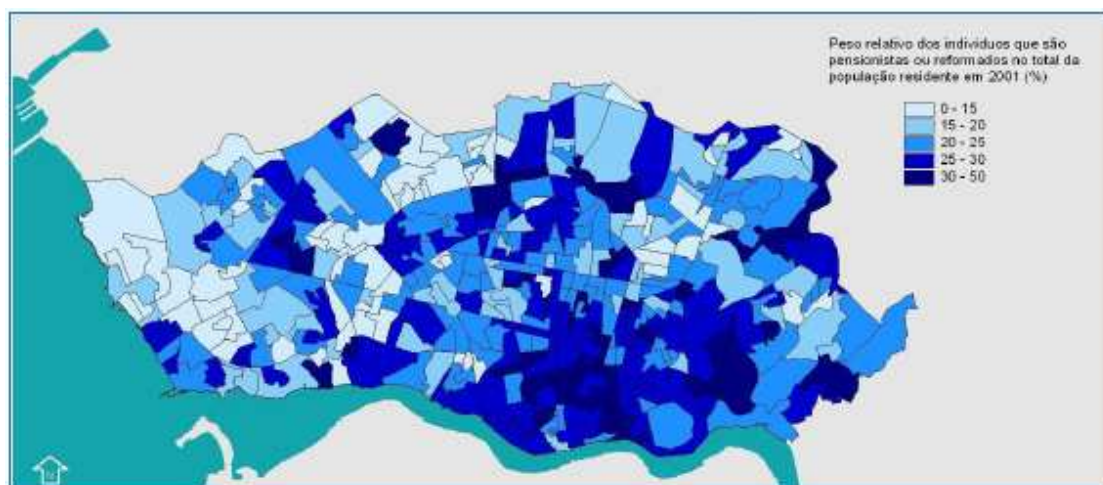 Peso relativo dos individuos que são
pensionistas ou reformados no total da
população residente em 2001 (%)
0 - 15
15 - 20
20 - 25
25 - 30
30 - 50